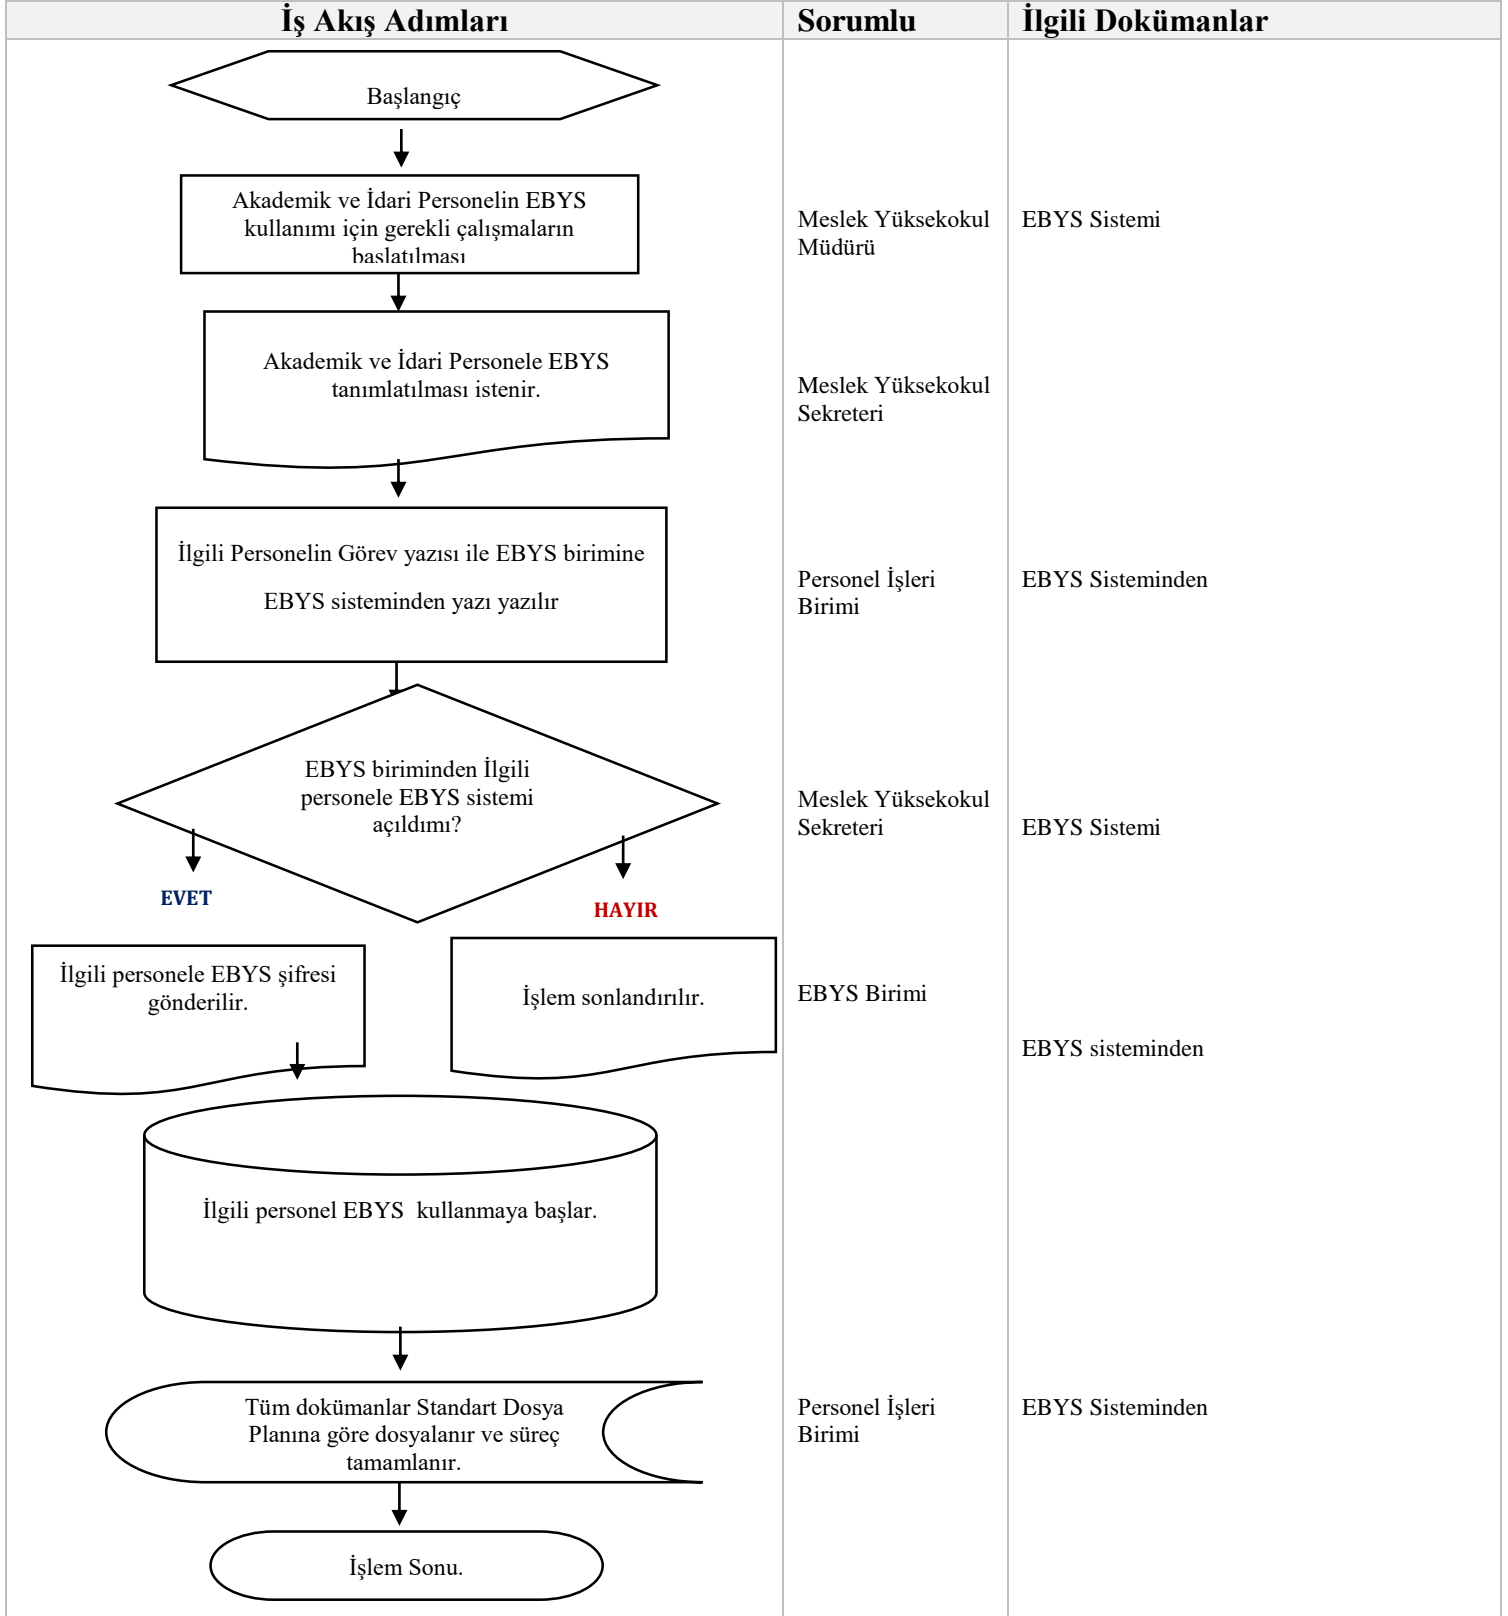 İş Akış Adımları
Sorumlu
İlgili Dokümanlar
Başlangıç
Akademik ve İdari Personelin EBYS
kullanımı için gerekli çalışmaların
başlatılması
Meslek Yüksekokul
Müdürü
EBYS Sistemi
Akademik ve İdari Personele EBYS
tanımlatılması istenir.
Meslek Yüksekokul
Sekreteri
İlgili Personelin Görev yazısı ile EBYS birimine
EBYS sisteminden yazı yazılır
Personel İşleri
Birimi
EBYS Sisteminden
EBYS biriminden İlgili
personele EBYS sistemi
açıldımı?
Meslek Yüksekokul
Sekreteri
EBYS Sistemi
EVET
HAYIR
İlgili personele EBYS şifresi
gönderilir.
İşlem sonlandırılır.
EBYS Birimi
EBYS sisteminden
İlgili personel EBYS  kullanmaya başlar.
Tüm dokümanlar Standart Dosya
Planına göre dosyalanır ve süreç
tamamlanır.
Personel İşleri
Birimi
EBYS Sisteminden
İşlem Sonu.